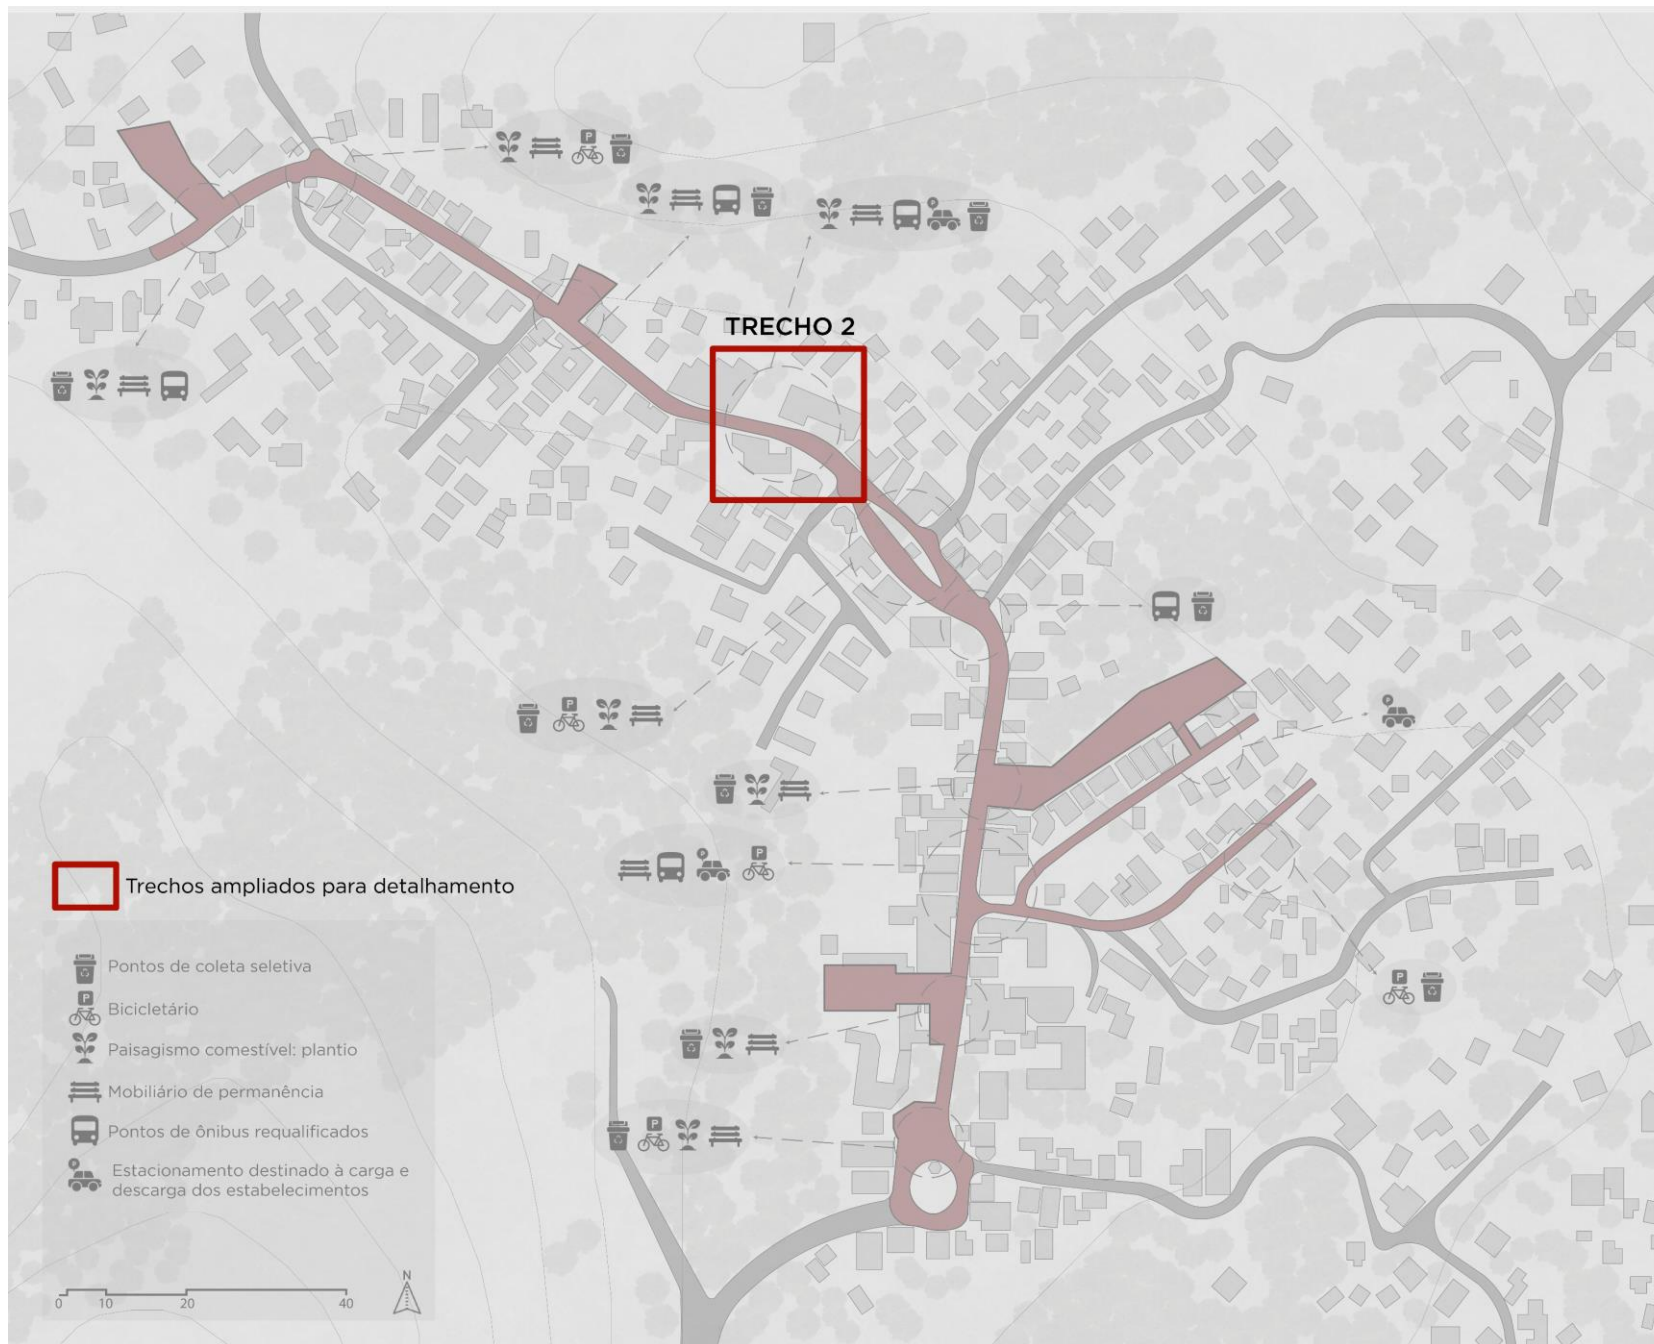 TRECHO 2
Trechos ampliados para detalhamento
Pontos de coleta seletiva
P
Bicicletário
Paisagismo comestível: plantio
Mobiliário de permanência
Pontos de ônibus requalificados
P
Estacionamento destinado à carga e
descarga dos estabelecimentos
0 10 20 40
N